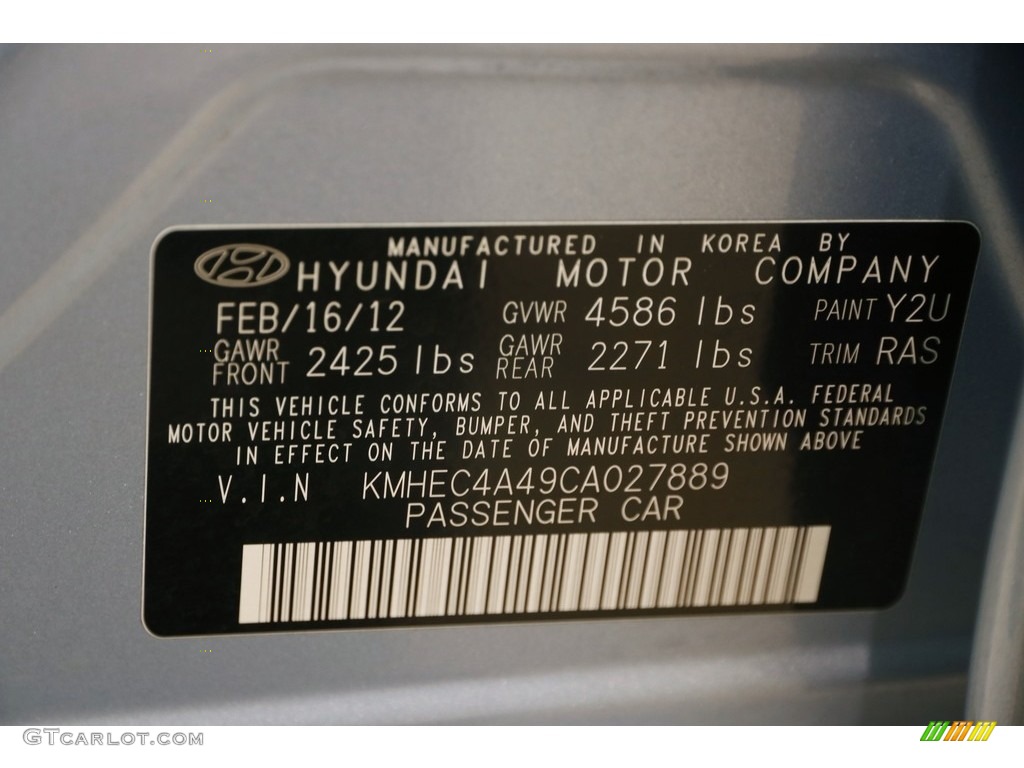 MANUFACTURED IN KOREA BY
HYUNDAI MOTOR COMPANY
FEB/16/12 GVWR 4586 lbs PAINT Y2U
GAWR FRONT 2425 lbs GAWR REAR 2271 lbs TRIM RAS
THIS VEHICLE CONFORMS TO ALL APPLICABLE U.S.A. FEDERAL
MOTOR VEHICLE SAFETY, BUMPER, AND THEFT PREVENTION STANDARDS
IN EFFECT ON THE DATE OF MANUFACTURE SHOWN ABOVE
V.I.N KMHEC4A49CA027889
PASSENGER CAR
GTCARLOT.COM